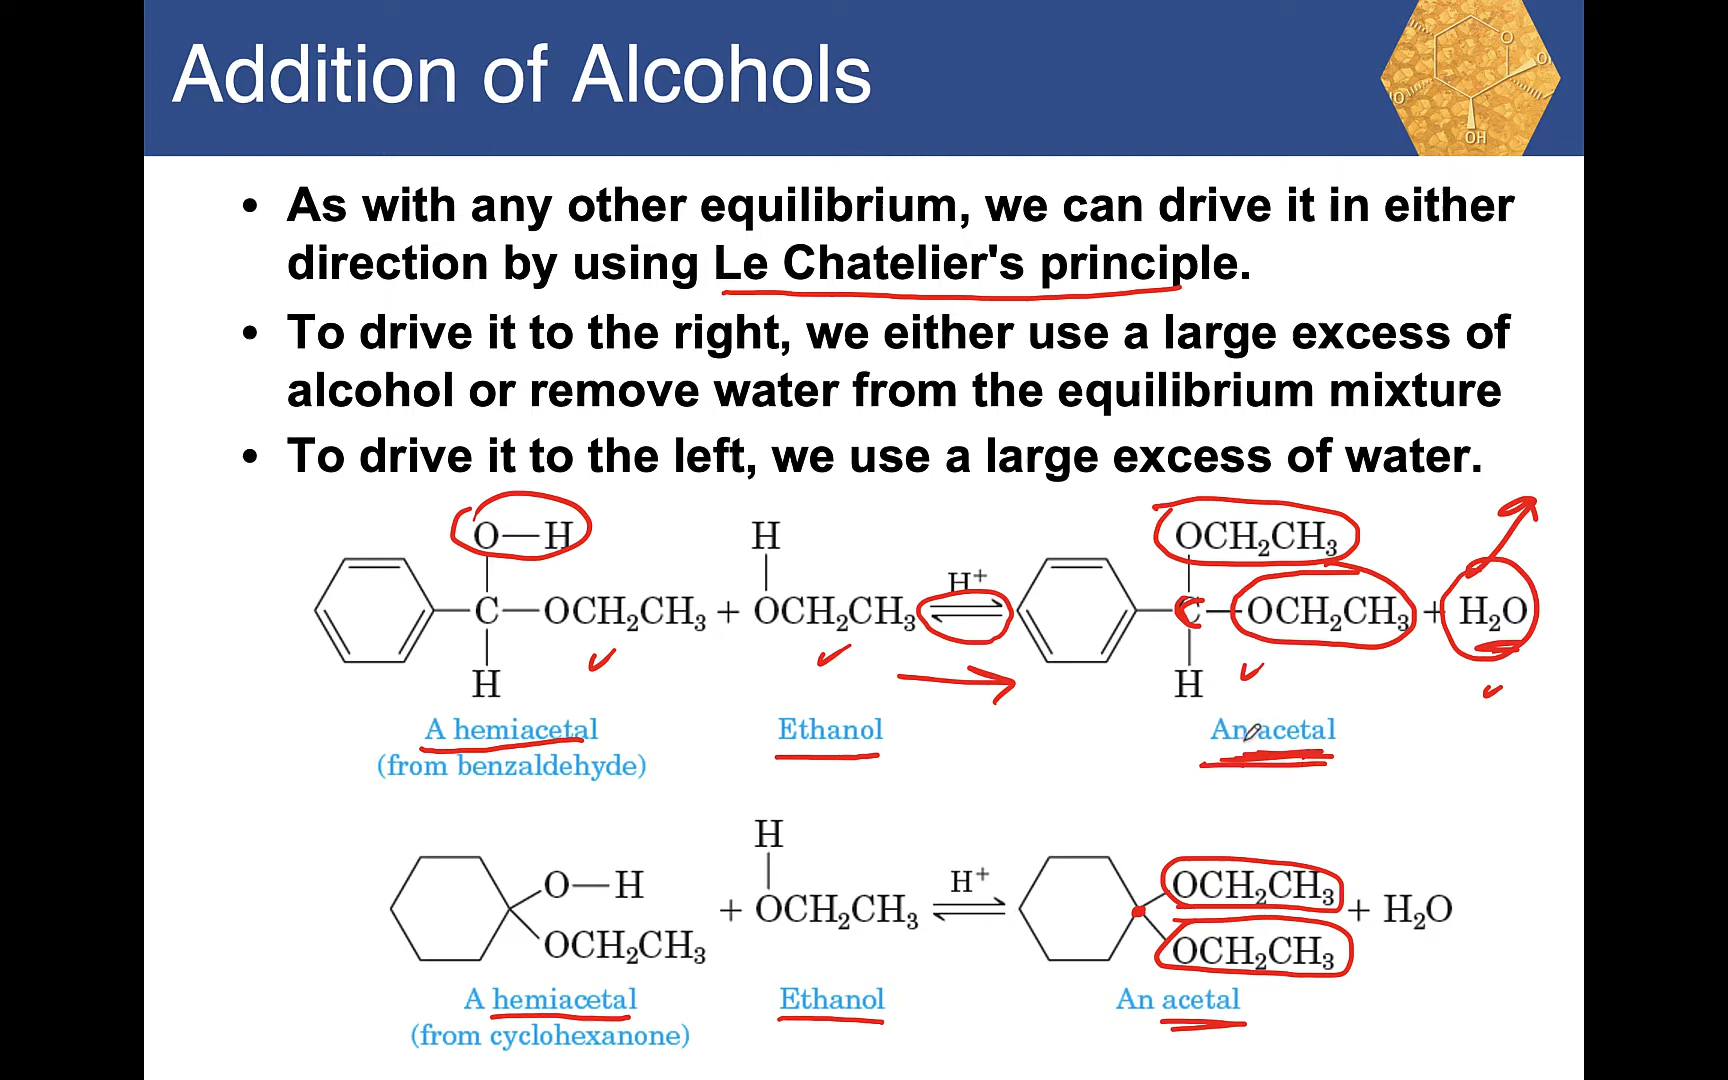 Addition of Alcohols
O
O
O
OH
• As with any other equilibrium, we can drive it in either
direction by using Le Chatelier's principle.
• To drive it to the right, we either use a large excess of
alcohol or remove water from the equilibrium mixture
• To drive it to the left, we use a large excess of water.
O—H H OCH₂CH₃
C—OCH₂CH₃ + OCH₂CH₃ H⁺ C—OCH₂CH₃ + H₂O
H H
A hemiacetal Ethanol An acetal
(from benzaldehyde)
H
O—H H⁺ OCH₂CH₃
+ OCH₂CH₃ + H₂O
OCH₂CH₃ OCH₂CH₃
A hemiacetal Ethanol An acetal
(from cyclohexanone)